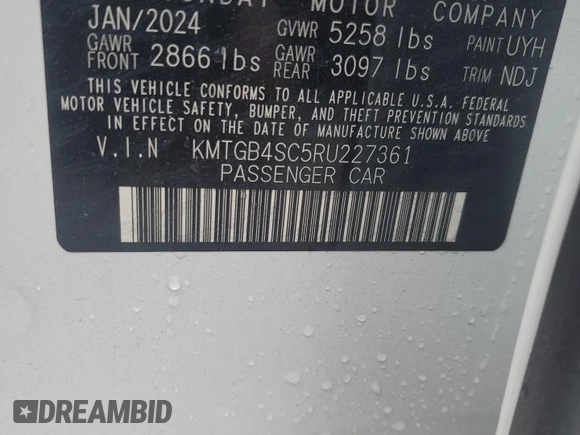 MOTOR COMPANY
JAN/2024 GVWR 5258 lbs PAINT UYH
GAWR FRONT 2866 lbs GAWR REAR 3097 lbs TRIM NDJ
THIS VEHICLE CONFORMS TO ALL APPLICABLE U.S.A. FEDERAL
MOTOR VEHICLE SAFETY, BUMPER, AND THEFT PREVENTION STANDARDS
IN EFFECT ON THE DATE OF MANUFACTURE SHOWN ABOVE
V.I.N KMTGB4SC5RU227361
PASSENGER CAR
DREAMBID